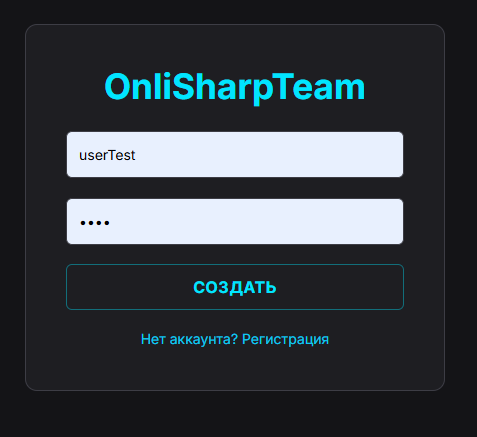 OnliSharpTeam
userTest
••••
СОЗДАТЬ
Нет аккаунта? Регистрация